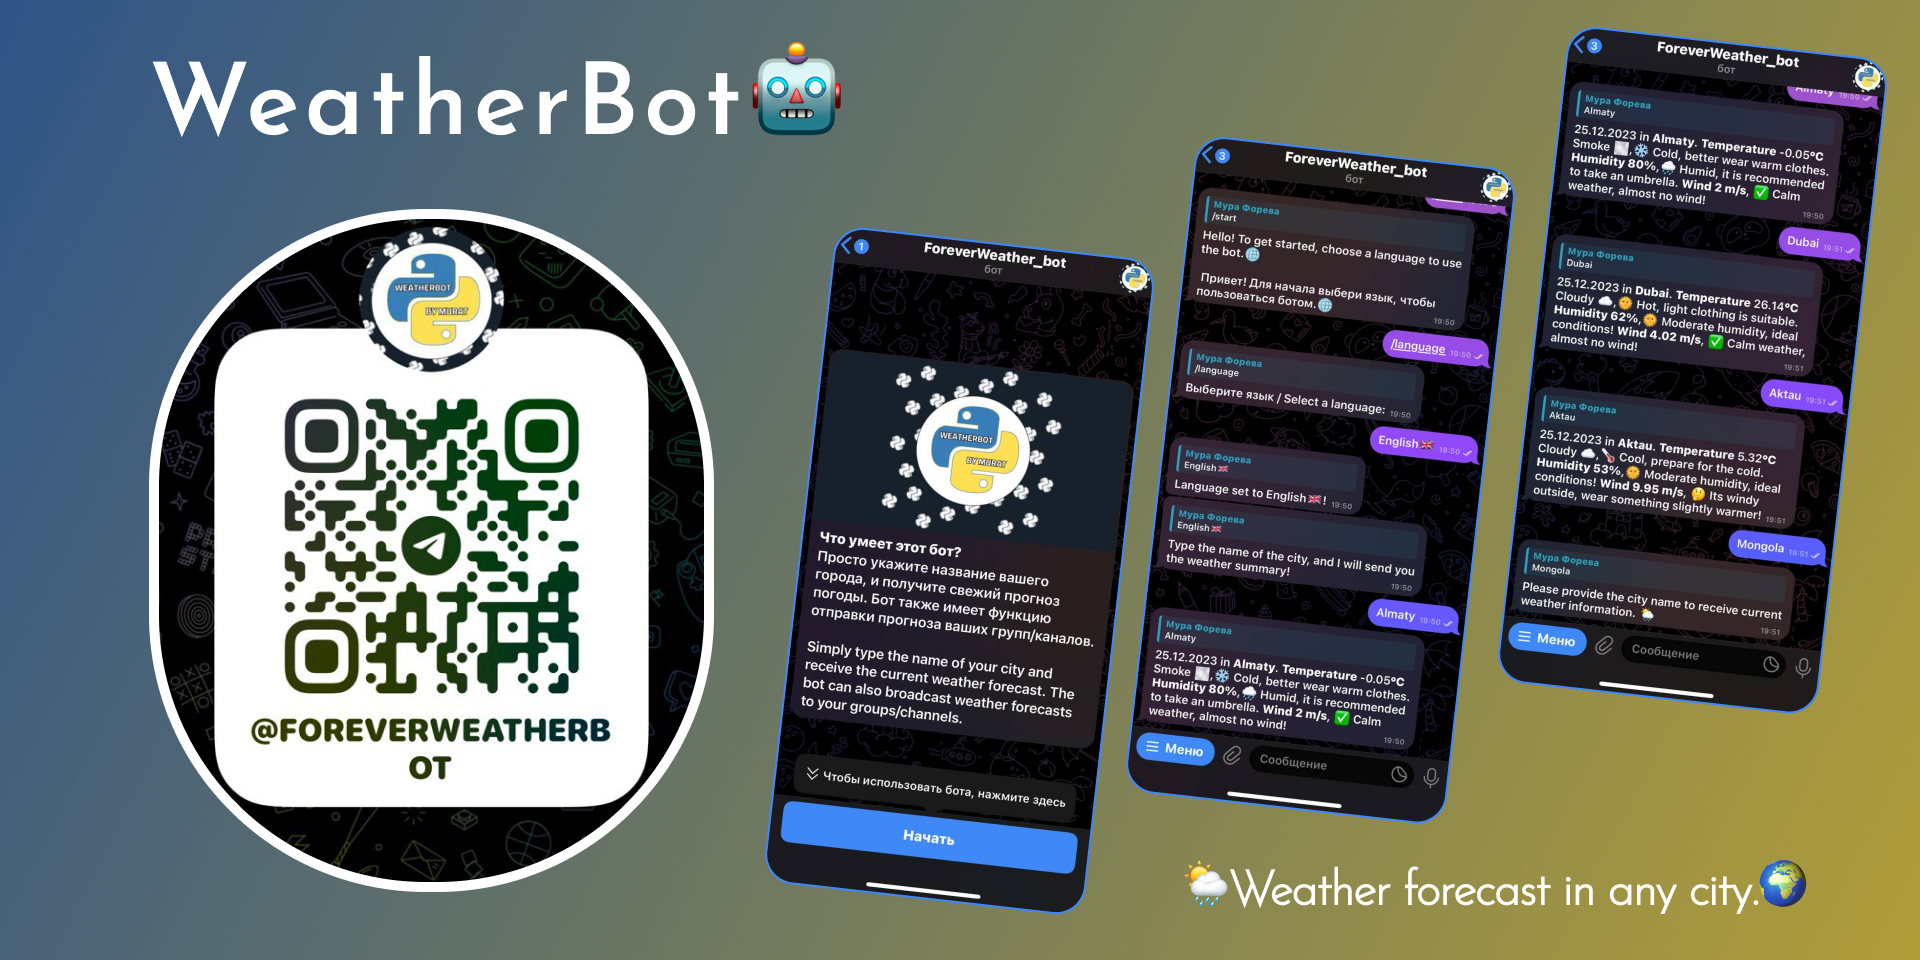 WeatherBot
WEATHERBOT
BY MURAT
@FOREVERWEATHERB
OT
1
ForeverWeather_bot
бот
WEATHERBOT
BY MURAT
Что умеет этот бот?
Просто укажите название вашего
города, и получите свежий прогноз
погоды. Бот также имеет функцию
отправки прогноза ваших групп/каналов.
Simply type the name of your city and
receive the current weather forecast. The
bot can also broadcast weather forecasts
to your groups/channels.
Чтобы использовать бота, нажмите здесь
Начать
3
ForeverWeather_bot
бот
Мура Форева
/start
Hello! To get started, choose a language to use
the bot.🌐
Привет! Для начала выбери язык, чтобы
пользоваться ботом.🌐
19:50
/language 19:50
Мура Форева
/language
Выберите язык / Select a language: 19:50
English🇬🇧 19:50
Мура Форева
English🇬🇧
Language set to English🇬🇧! 19:50
Мура Форева
English🇬🇧
Type the name of the city, and I will send you
the weather summary!
19:50
Almaty 19:50
Мура Форева
Almaty
25.12.2023 in Almaty. Temperature -0.05°C
Smoke 🌫️,❄️ Cold, better wear warm clothes.
Humidity 80%,🌧️ Humid, it is recommended
to take an umbrella. Wind 2 m/s, ✅ Calm
weather, almost no wind!
19:50
Меню
Сообщение
3
ForeverWeather_bot
бот
Almaty 19:50
Мура Форева
Almaty
25.12.2023 in Almaty. Temperature -0.05°C
Smoke 🌫️,❄️ Cold, better wear warm clothes.
Humidity 80%,🌧️ Humid, it is recommended
to take an umbrella. Wind 2 m/s, ✅ Calm
weather, almost no wind!
19:50
Dubai 19:51
Мура Форева
Dubai
25.12.2023 in Dubai. Temperature 26.14°C
Cloudy ☁️,🌞 Hot, light clothing is suitable.
Humidity 62%,🌞 Moderate humidity, ideal
conditions! Wind 4.02 m/s, ✅ Calm weather,
almost no wind!
19:51
Aktau 19:51
Мура Форева
Aktau
25.12.2023 in Aktau. Temperature 5.32°C
Cloudy ☁️,🌡️ Cool, prepare for the cold.
Humidity 53%,🌞 Moderate humidity, ideal
conditions! Wind 9.95 m/s, 🤔 Its windy
outside, wear something slightly warmer! 19:51
Mongola 19:51
Мура Форева
Mongola
Please provide the city name to receive current
weather information. 🌦️
19:51
Меню
Сообщение
🌦️Weather forecast in any city.🌍